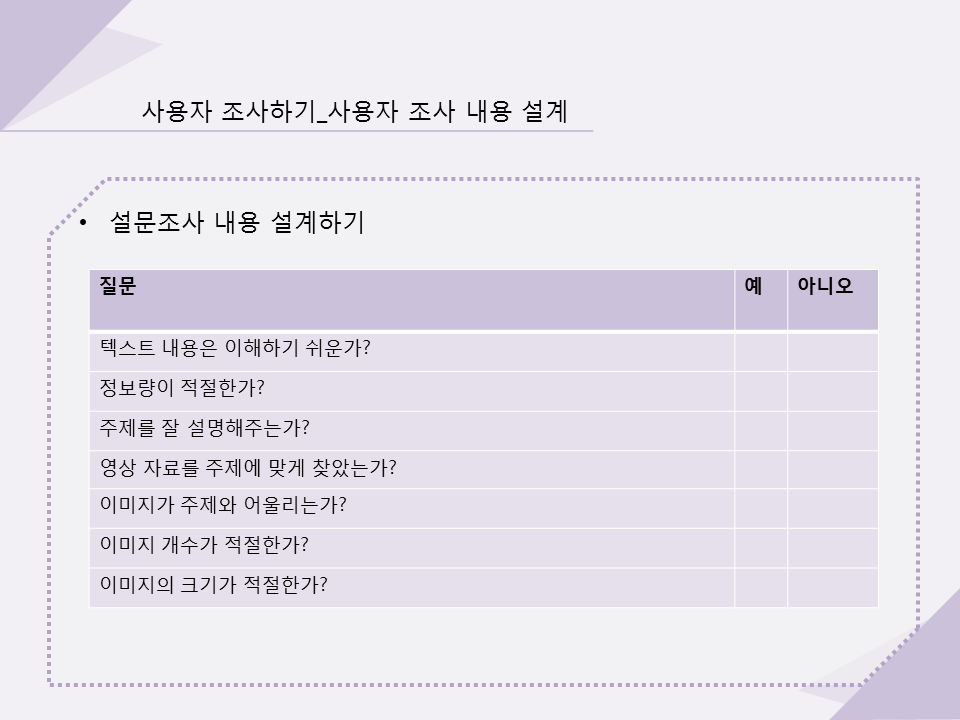 사용자 조사하기_사용자 조사 내용 설계
• 설문조사 내용 설계하기
질문 예 아니오
텍스트 내용은 이해하기 쉬운가?
정보량이 적절한가?
주제를 잘 설명해주는가?
영상 자료를 주제에 맞게 찾았는가?
이미지가 주제와 어울리는가?
이미지 개수가 적절한가?
이미지의 크기가 적절한가?